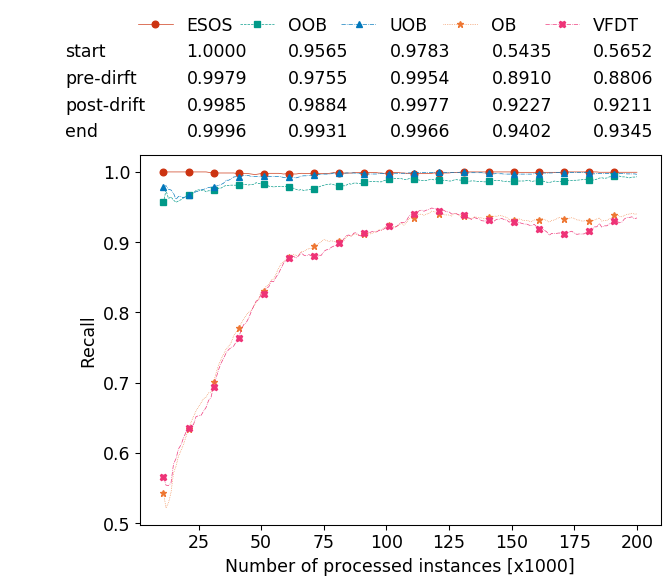 ESOS OOB UOB OB VFDT
start 1.0000 0.9565 0.9783 0.5435 0.5652
pre-dirft 0.9979 0.9755 0.9954 0.8910 0.8806
post-drift 0.9985 0.9884 0.9977 0.9227 0.9211
end 0.9996 0.9931 0.9966 0.9402 0.9345
1.0
0.9
0.8
0.7
0.6
0.5
Recall
25 50 75 100 125 150 175 200
Number of processed instances [x1000]